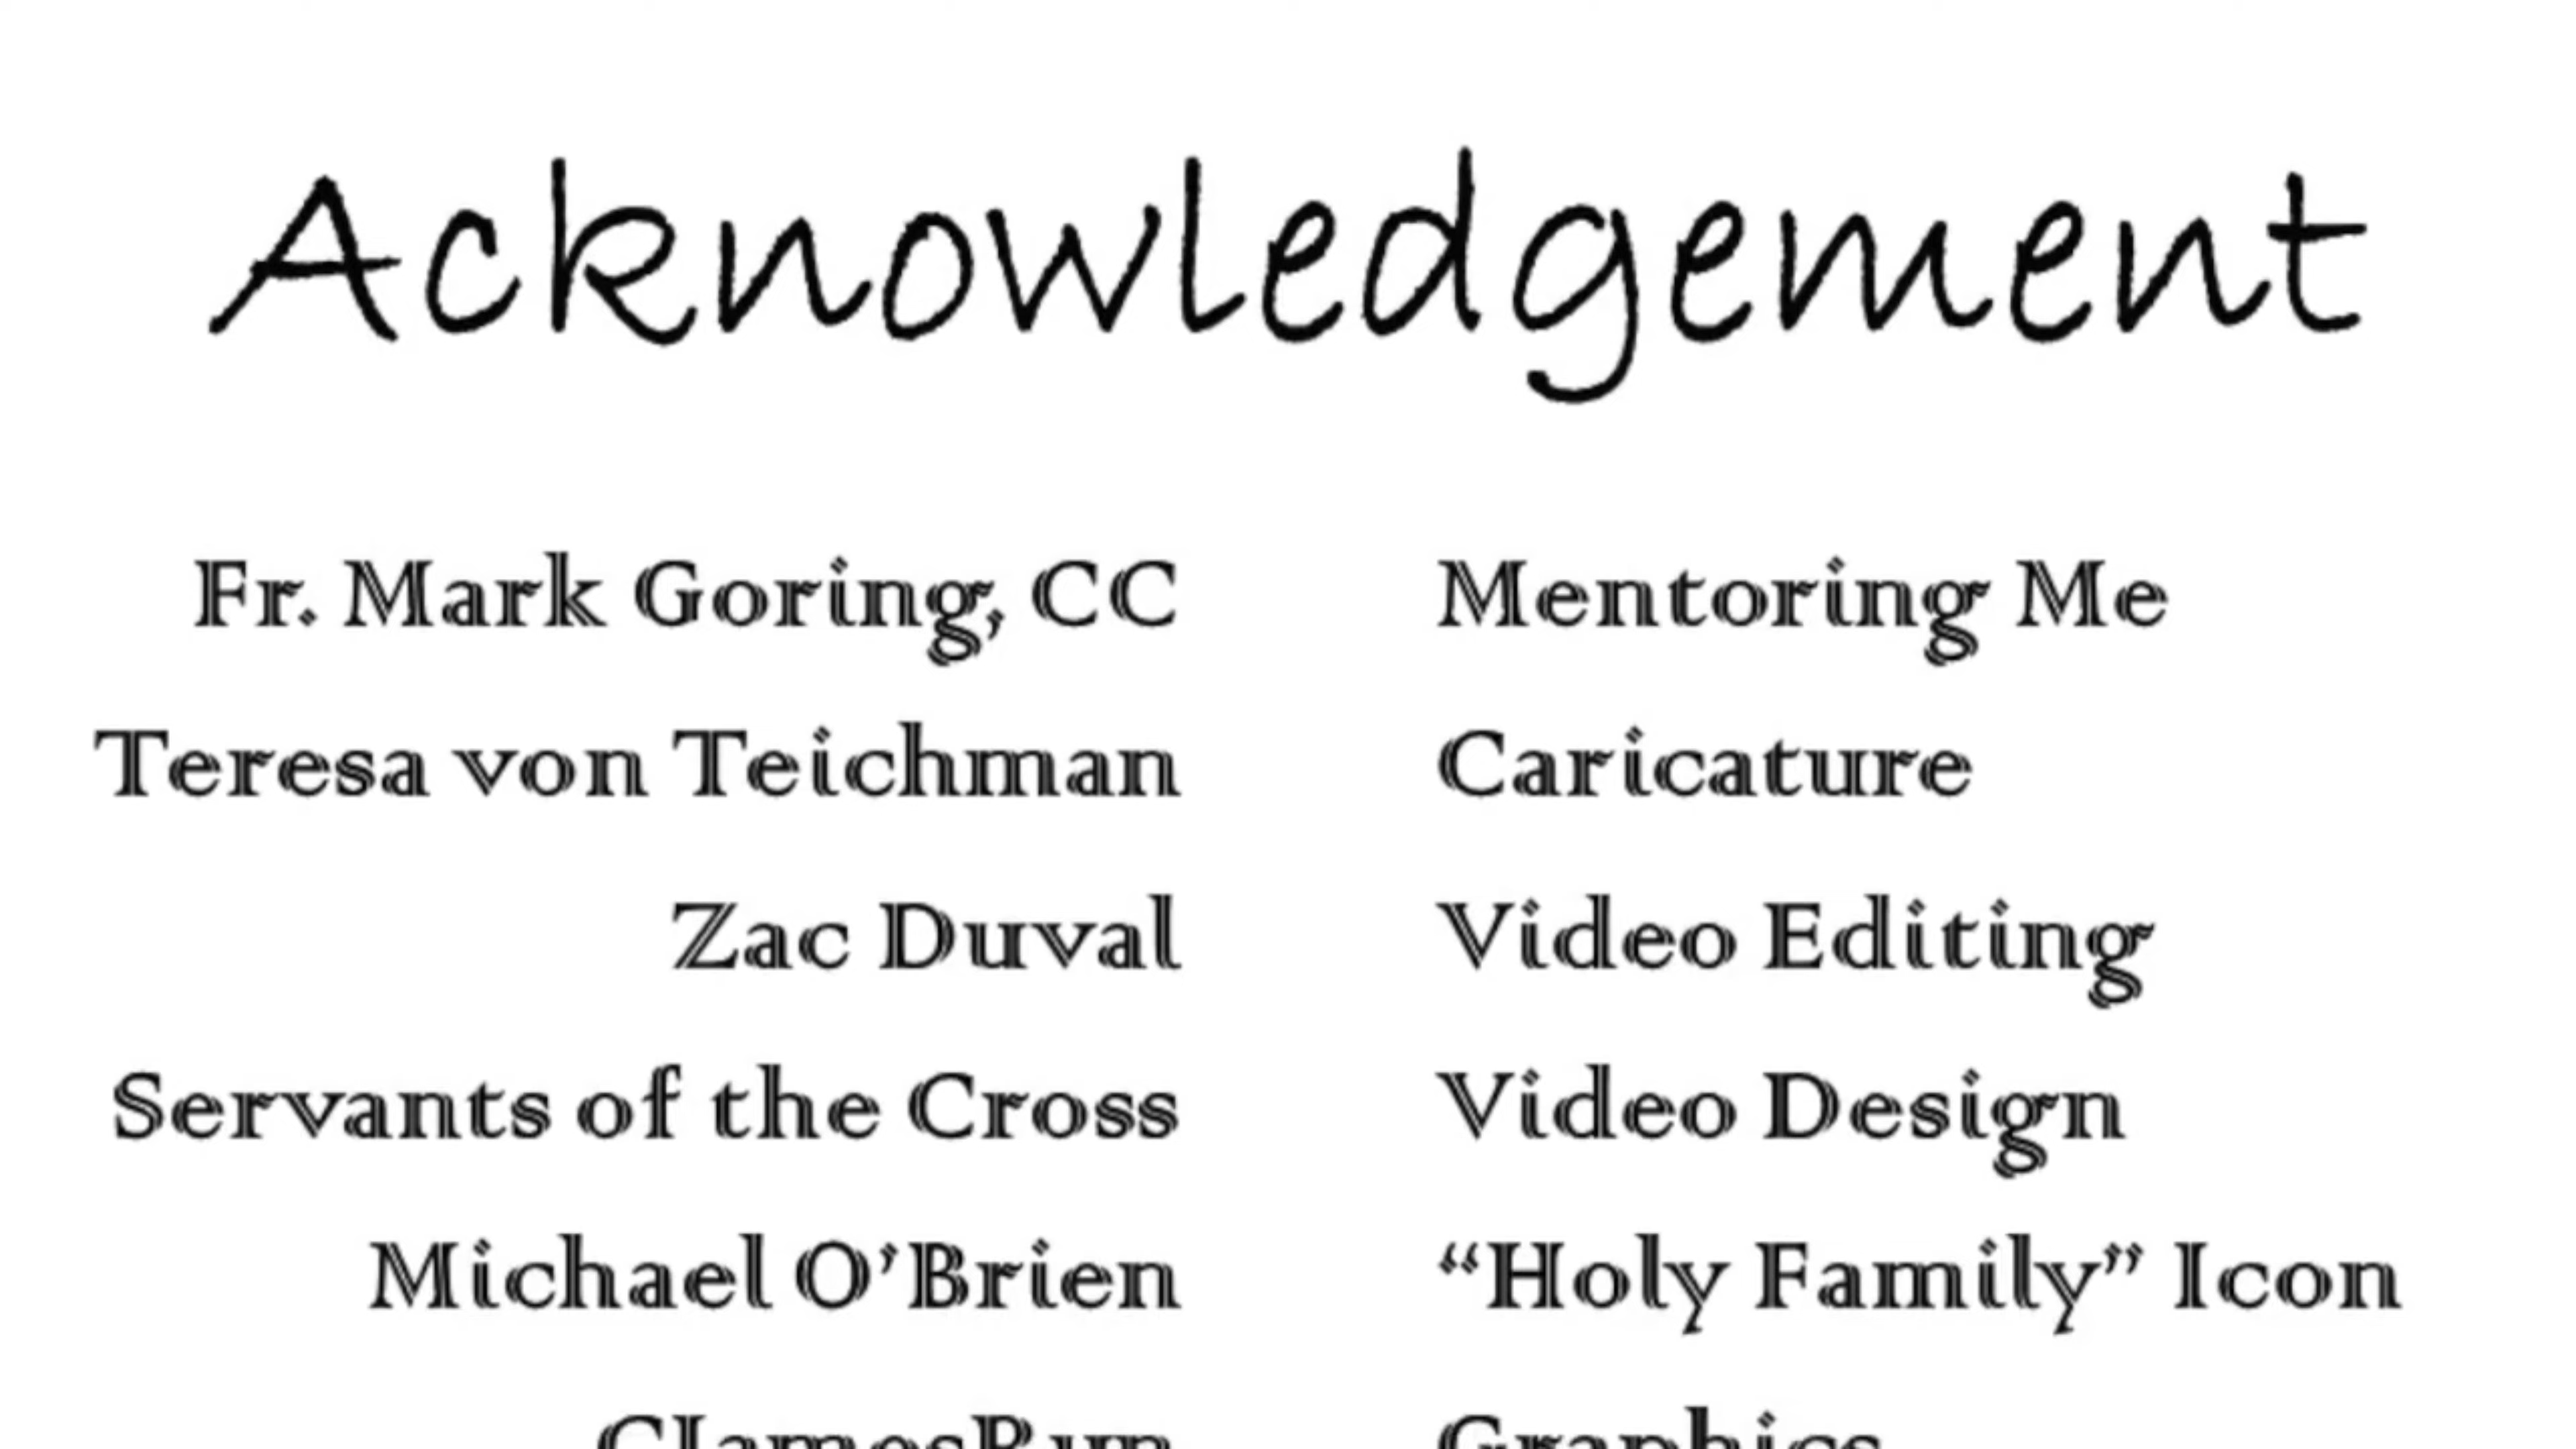 Acknowledgement
Fr. Mark Goring, CC Mentoring Me
Teresa von Teichman Caricature
Zac Duval Video Editing
Servants of the Cross Video Design
Michael O’Brien “Holy Family” Icon
Graphics